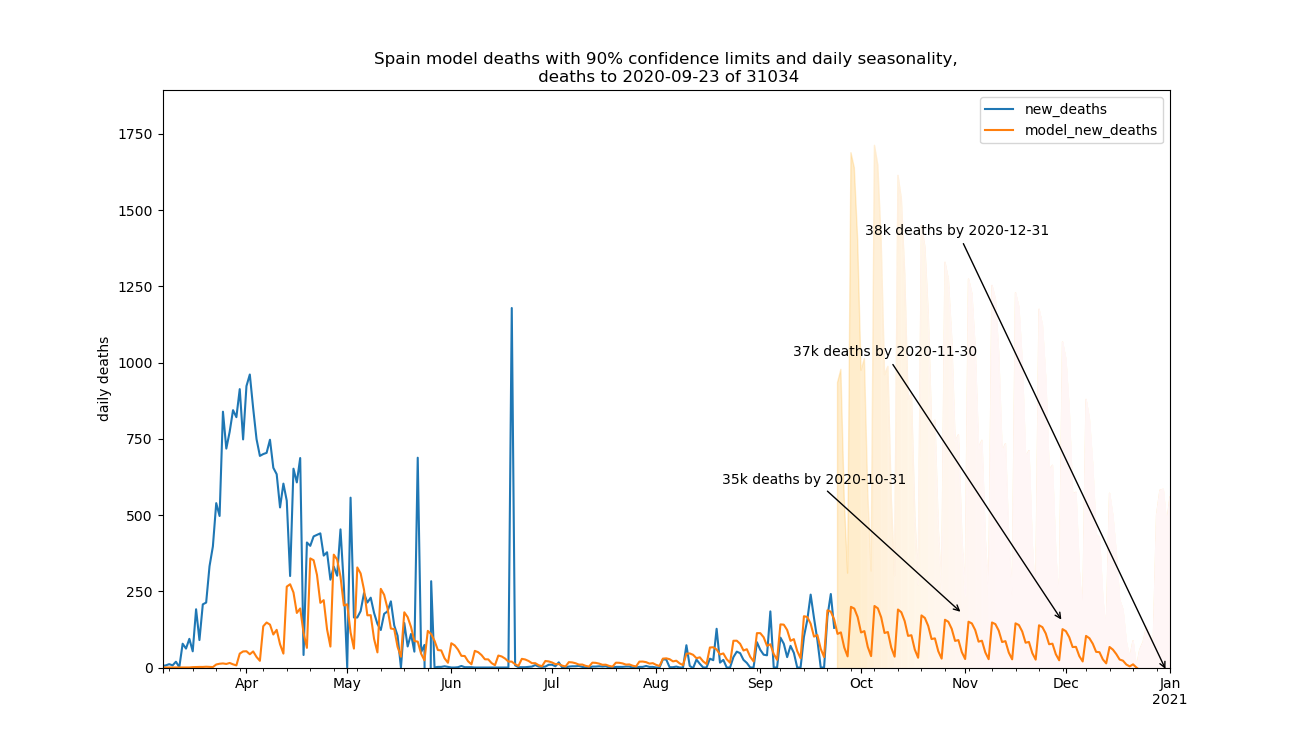 Spain model deaths with 90% confidence limits and daily seasonality,
deaths to 2020-09-23 of 31034
new_deaths
model_new_deaths
1750
1500
1250
1000
750
500
250
0
daily deaths
38k deaths by 2020-12-31
37k deaths by 2020-11-30
35k deaths by 2020-10-31
Apr May Jun Jul Aug Sep Oct Nov Dec Jan
2021